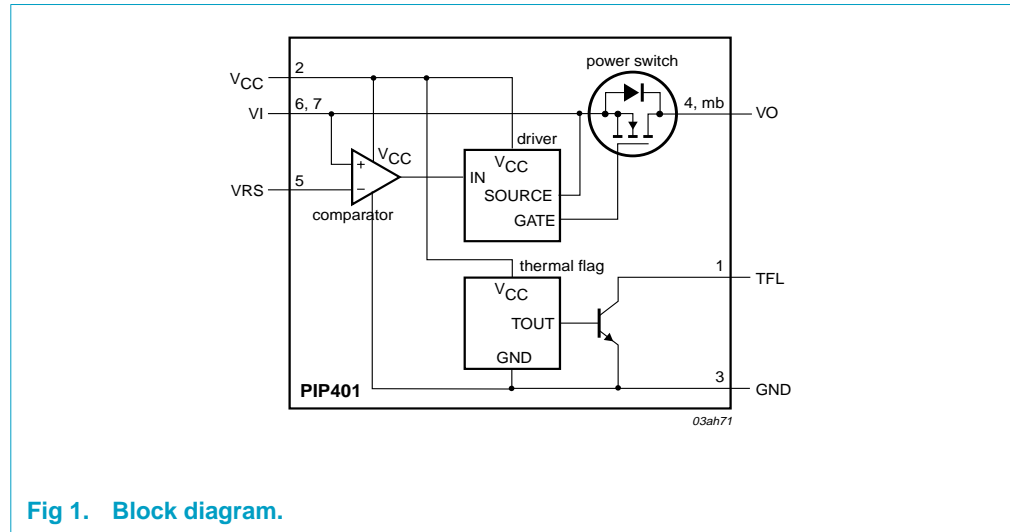 power switch
2
VCC
6, 7
VI
4, mb
VO
driver
VCC
+
VCC
IN
5
VRS
−
SOURCE
comparator
GATE
thermal flag
1
VCC
TFL
TOUT
GND
3
PIP401
GND
03ah71
Fig 1. Block diagram.